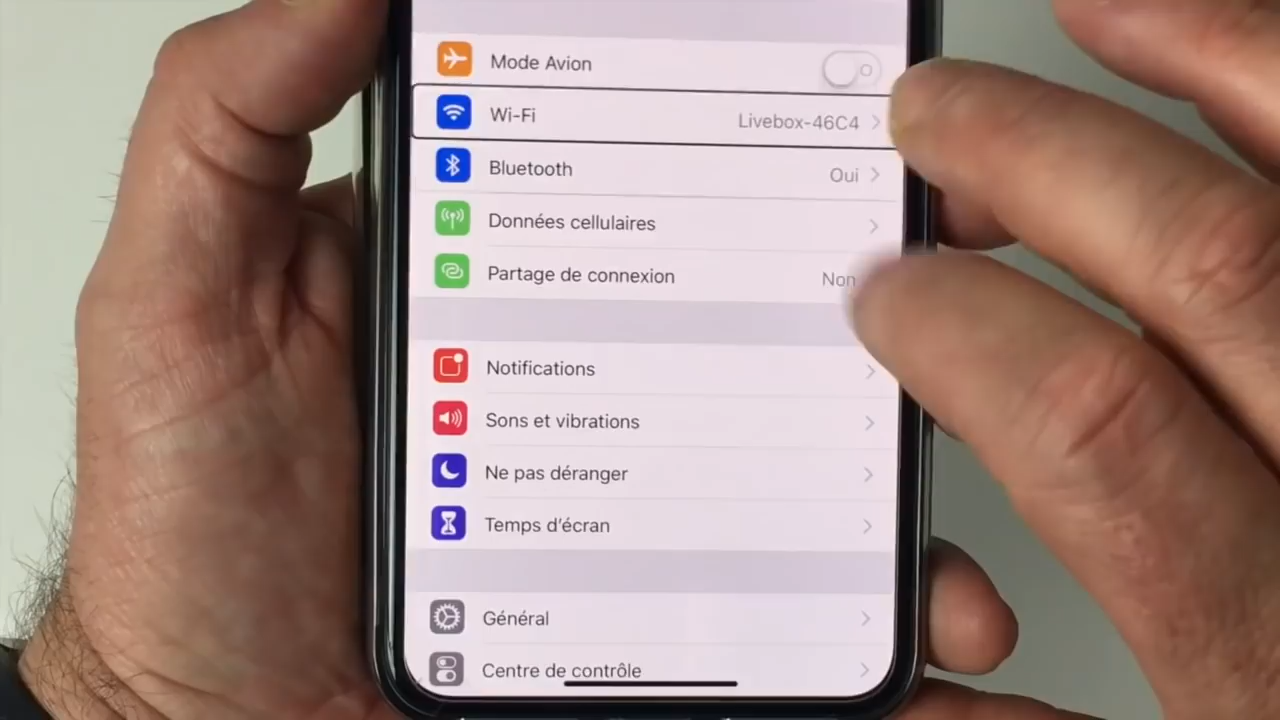 Mode Avion
Wi-Fi Livebox-46C4
Bluetooth Oui
Données cellulaires
Partage de connexion Non
Notifications
Sons et vibrations
Ne pas déranger
Temps d'écran
Général
Centre de contrôle